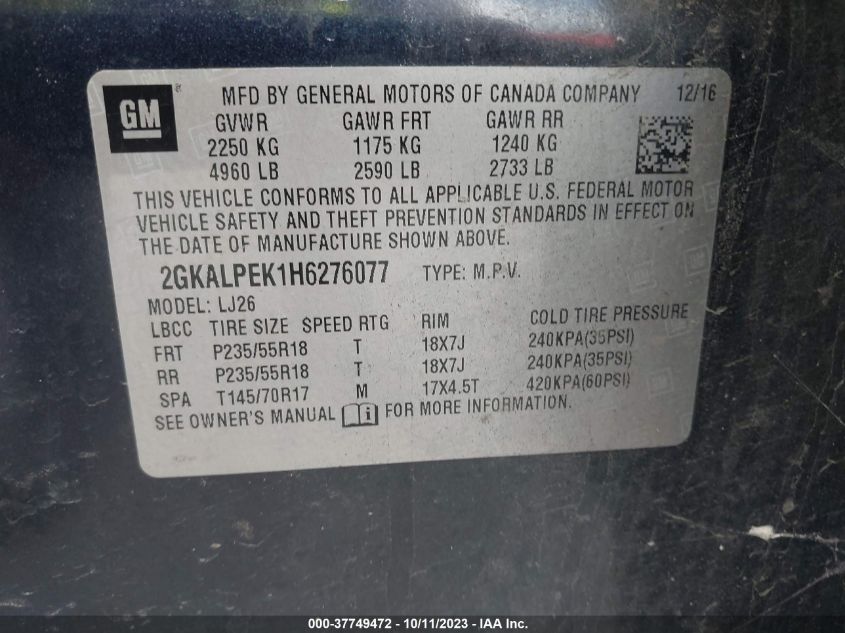 GM ® MFD BY GENERAL MOTORS OF CANADA COMPANY 12/16
GVWR GAWR FRT GAWR RR
2250 KG 1175 KG 1240 KG
4960 LB 2590 LB 2733 LB
THIS VEHICLE CONFORMS TO ALL APPLICABLE U.S. FEDERAL MOTOR
VEHICLE SAFETY AND THEFT PREVENTION STANDARDS IN EFFECT ON
THE DATE OF MANUFACTURE SHOWN ABOVE.
2GKALPEK1H6276077 TYPE: M.P.V.
MODEL: LJ26
LBCC TIRE SIZE SPEED RTG RIM COLD TIRE PRESSURE
FRT P235/55R18 T 18X7J 240KPA(35PSI)
RR P235/55R18 T 18X7J 240KPA(35PSI)
SPA T145/70R17 M 17X4.5T 420KPA(60PSI)
SEE OWNER'S MANUAL i FOR MORE INFORMATION.
000-37749472 - 10/11/2023 - IAA Inc.